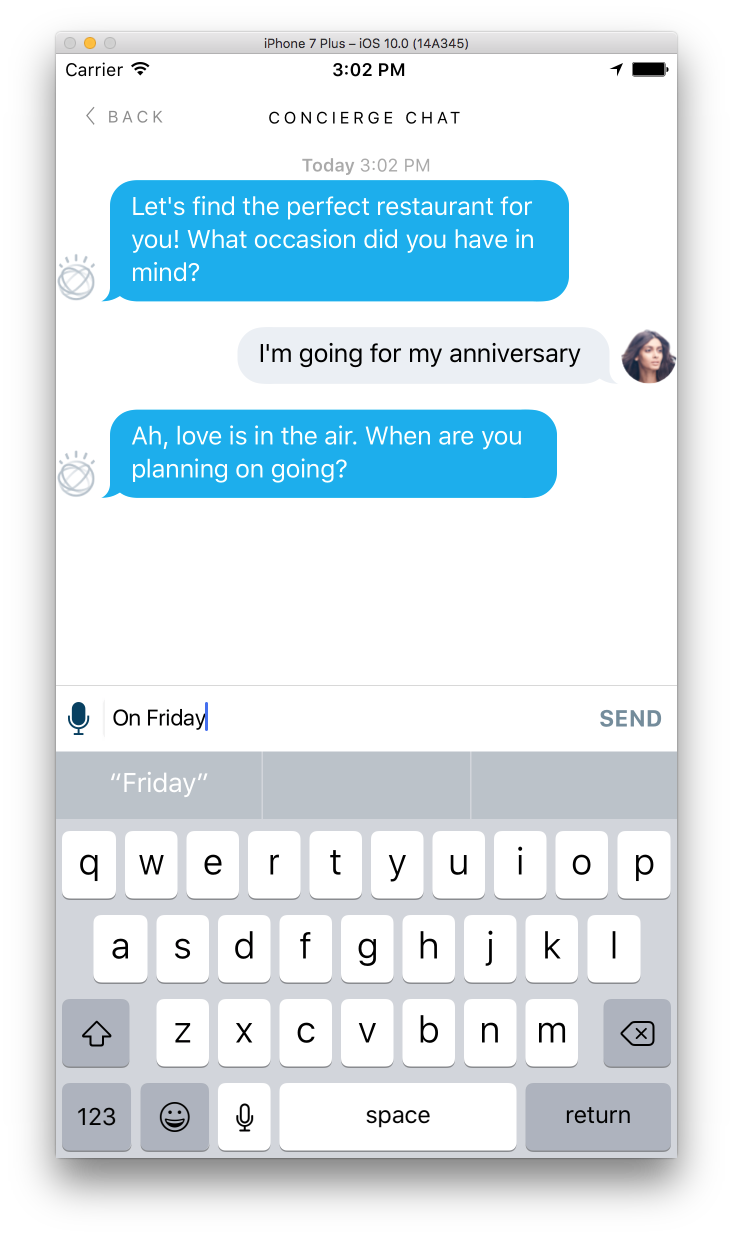 iPhone 7 Plus – iOS 10.0 (14A345)
Carrier 3:02 PM
BACK CONCIERGE CHAT
Today 3:02 PM
Let's find the perfect restaurant for
you! What occasion did you have in
mind?
I'm going for my anniversary
Ah, love is in the air. When are you
planning on going?
On Friday SEND
“Friday”
q w e r t y u i o p
a s d f g h j k l
z x c v b n m
123 space return